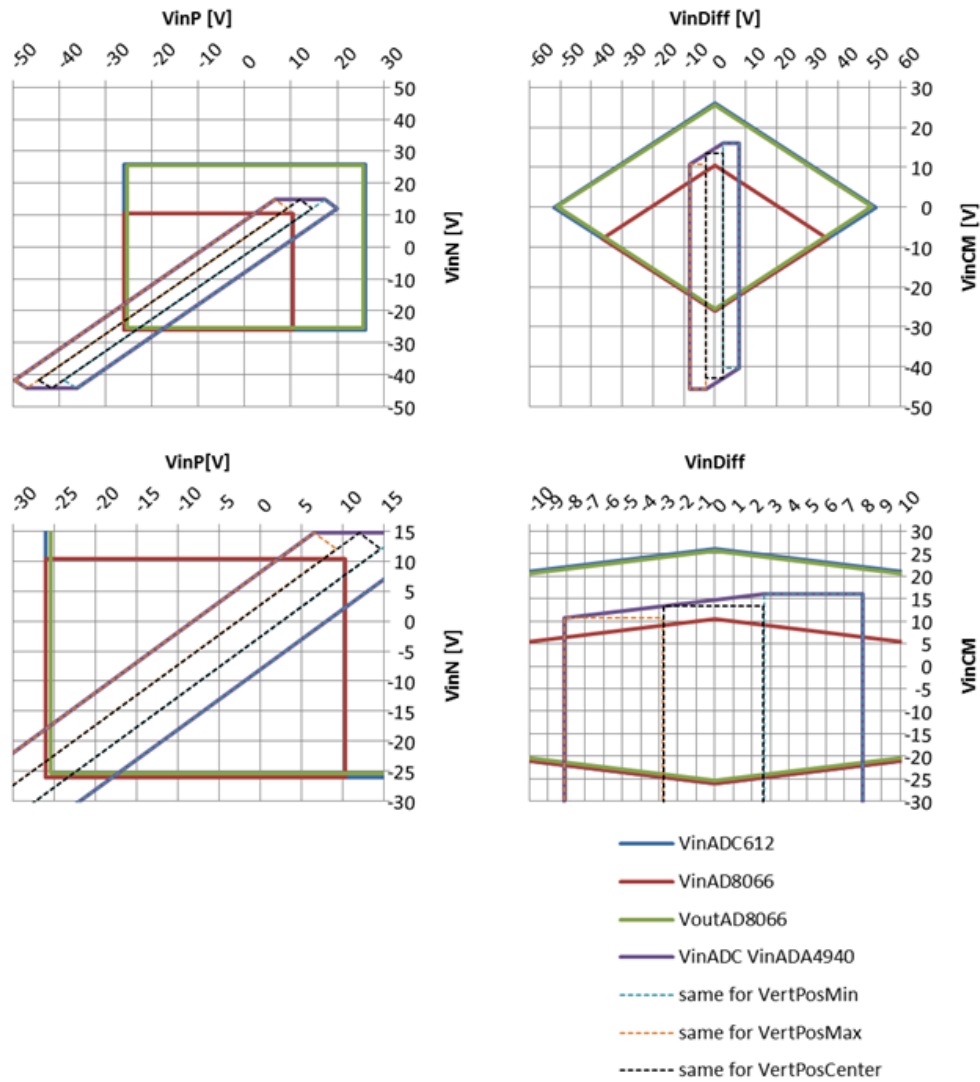 VinP [V]
-50 -40 -30 -20 -10 0 10 20 30
50
40
30
20
10
0
-10
-20
-30
-40
-50
VinN [V]
VinDiff [V]
-60 -50 -40 -30 -20 -10 0 10 20 30 40 50 60
30
20
10
0
-10
-20
-30
-40
-50
VinCM [V]
VinP[V]
-30 -25 -20 -15 -10 -5 0 5 10 15
15
10
5
0
-5
-10
-15
-20
-25
-30
VinN [V]
VinDiff
-10 -9 -8 -7 -6 -5 -4 -3 -2 -1 0 1 2 3 4 5 6 7 8 9 10
30
25
20
15
10
5
0
-5
-10
-15
-20
-25
-30
VinCM
VinADC612
VinAD8066
VoutAD8066
VinADC VinADA4940
same for VertPosMin
same for VertPosMax
same for VertPosCenter